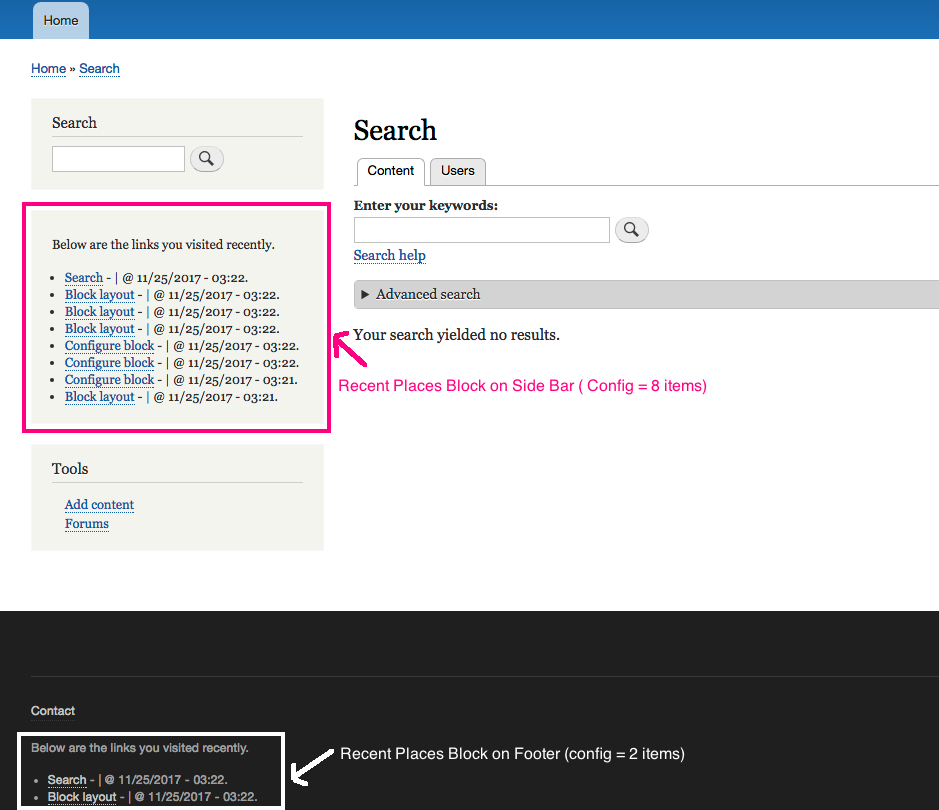 Home
Home » Search
Search
Below are the links you visited recently.
Search - | @ 11/25/2017 - 03:22.
Block layout - | @ 11/25/2017 - 03:22.
Block layout - | @ 11/25/2017 - 03:22.
Block layout - | @ 11/25/2017 - 03:22.
Configure block - | @ 11/25/2017 - 03:22.
Configure block - | @ 11/25/2017 - 03:22.
Configure block - | @ 11/25/2017 - 03:21.
Block layout - | @ 11/25/2017 - 03:21.
Tools
Add content
Forums
Search
Content Users
Enter your keywords:
Search help
Advanced search
Your search yielded no results.
Recent Places Block on Side Bar ( Config = 8 items)
Contact
Below are the links you visited recently.
Search - | @ 11/25/2017 - 03:22.
Block layout - | @ 11/25/2017 - 03:22.
Recent Places Block on Footer (config = 2 items)